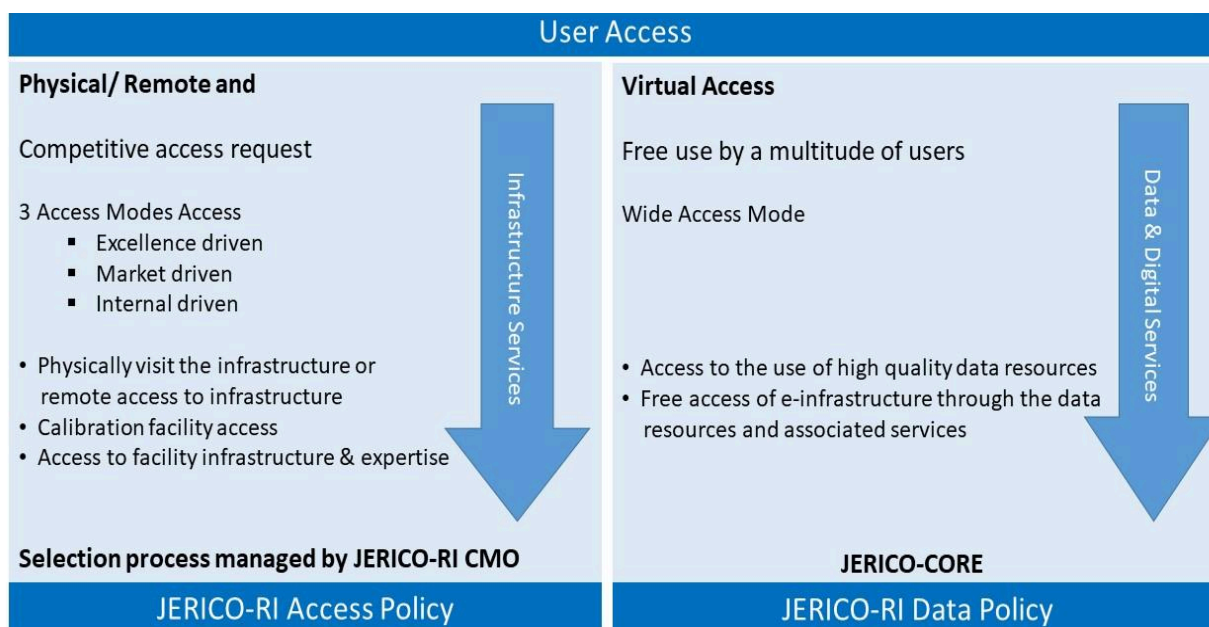 User Access
Physical/ Remote and
Competitive access request
3 Access Modes Access
▪ Excellence driven
▪ Market driven
▪ Internal driven
• Physically visit the infrastructure or
remote access to infrastructure
• Calibration facility access
• Access to facility infrastructure & expertise
Infrastructure Services
Selection process managed by JERICO-RI CMO
JERICO-RI Access Policy
Virtual Access
Free use by a multitude of users
Wide Access Mode
• Access to the use of high quality data resources
• Free access of e-infrastructure through the data
resources and associated services
Data & Digital Services
JERICO-CORE
JERICO-RI Data Policy